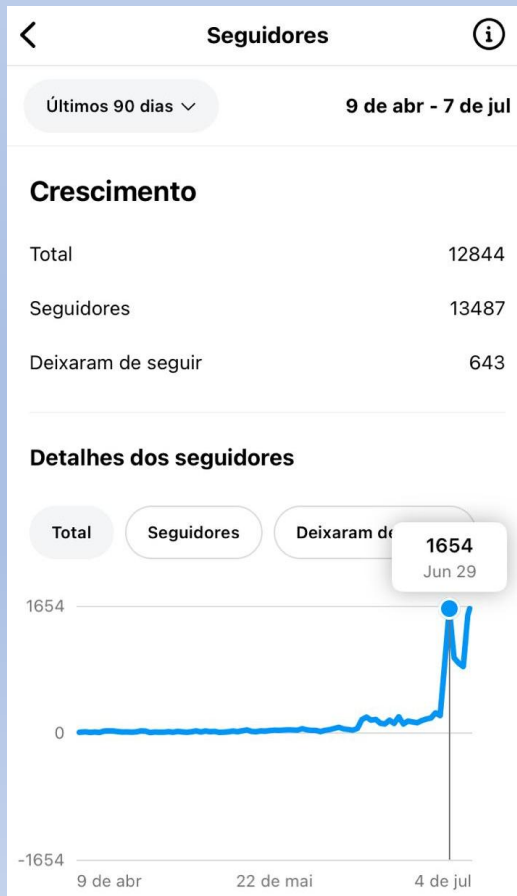 Seguidores
Últimos 90 dias
9 de abr - 7 de jul
Crescimento
Total 12844
Seguidores 13487
Deixaram de seguir 643
Detalhes dos seguidores
Total
Seguidores
Deixaram
1654
Jun 29
1654
0
-1654
9 de abr 22 de mai 4 de jul